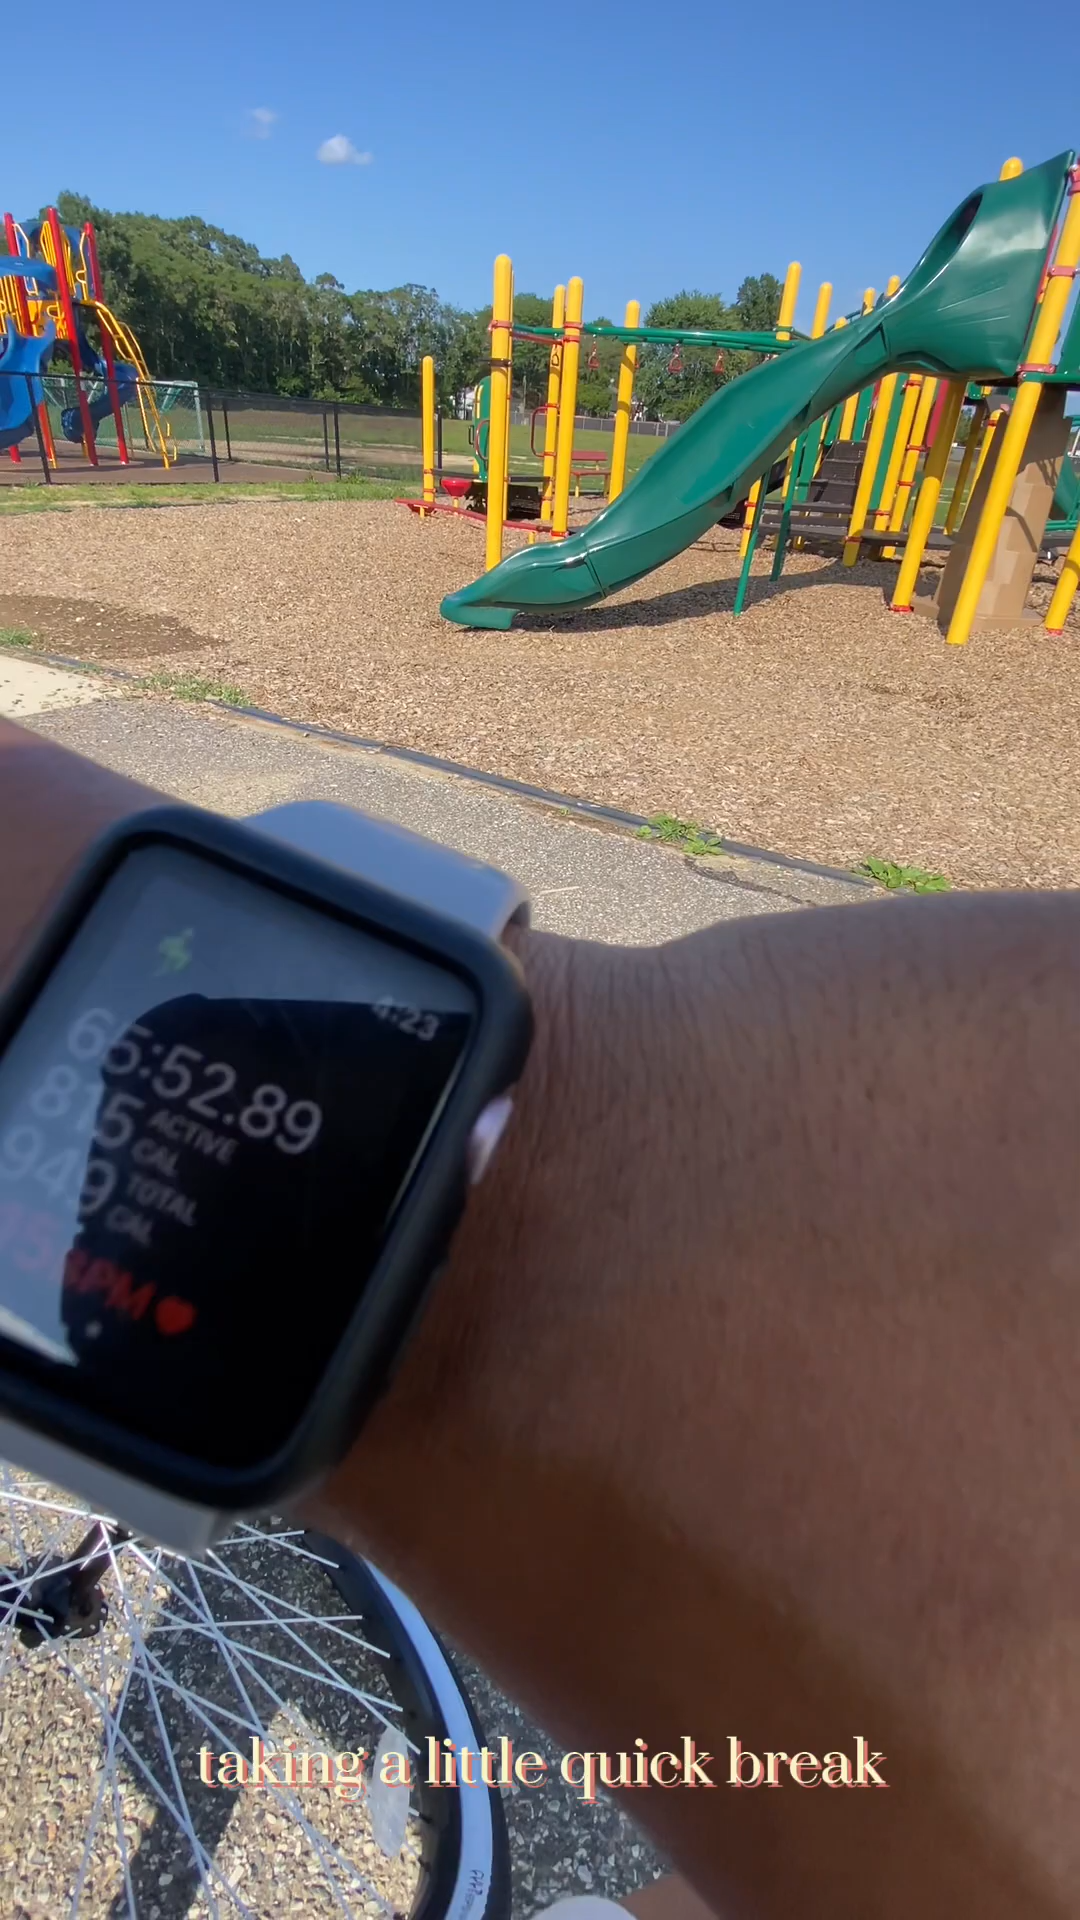 4:23
65:52.89
815 ACTIVE
CAL
949 TOTAL
CAL
BPM
taking a little quick break